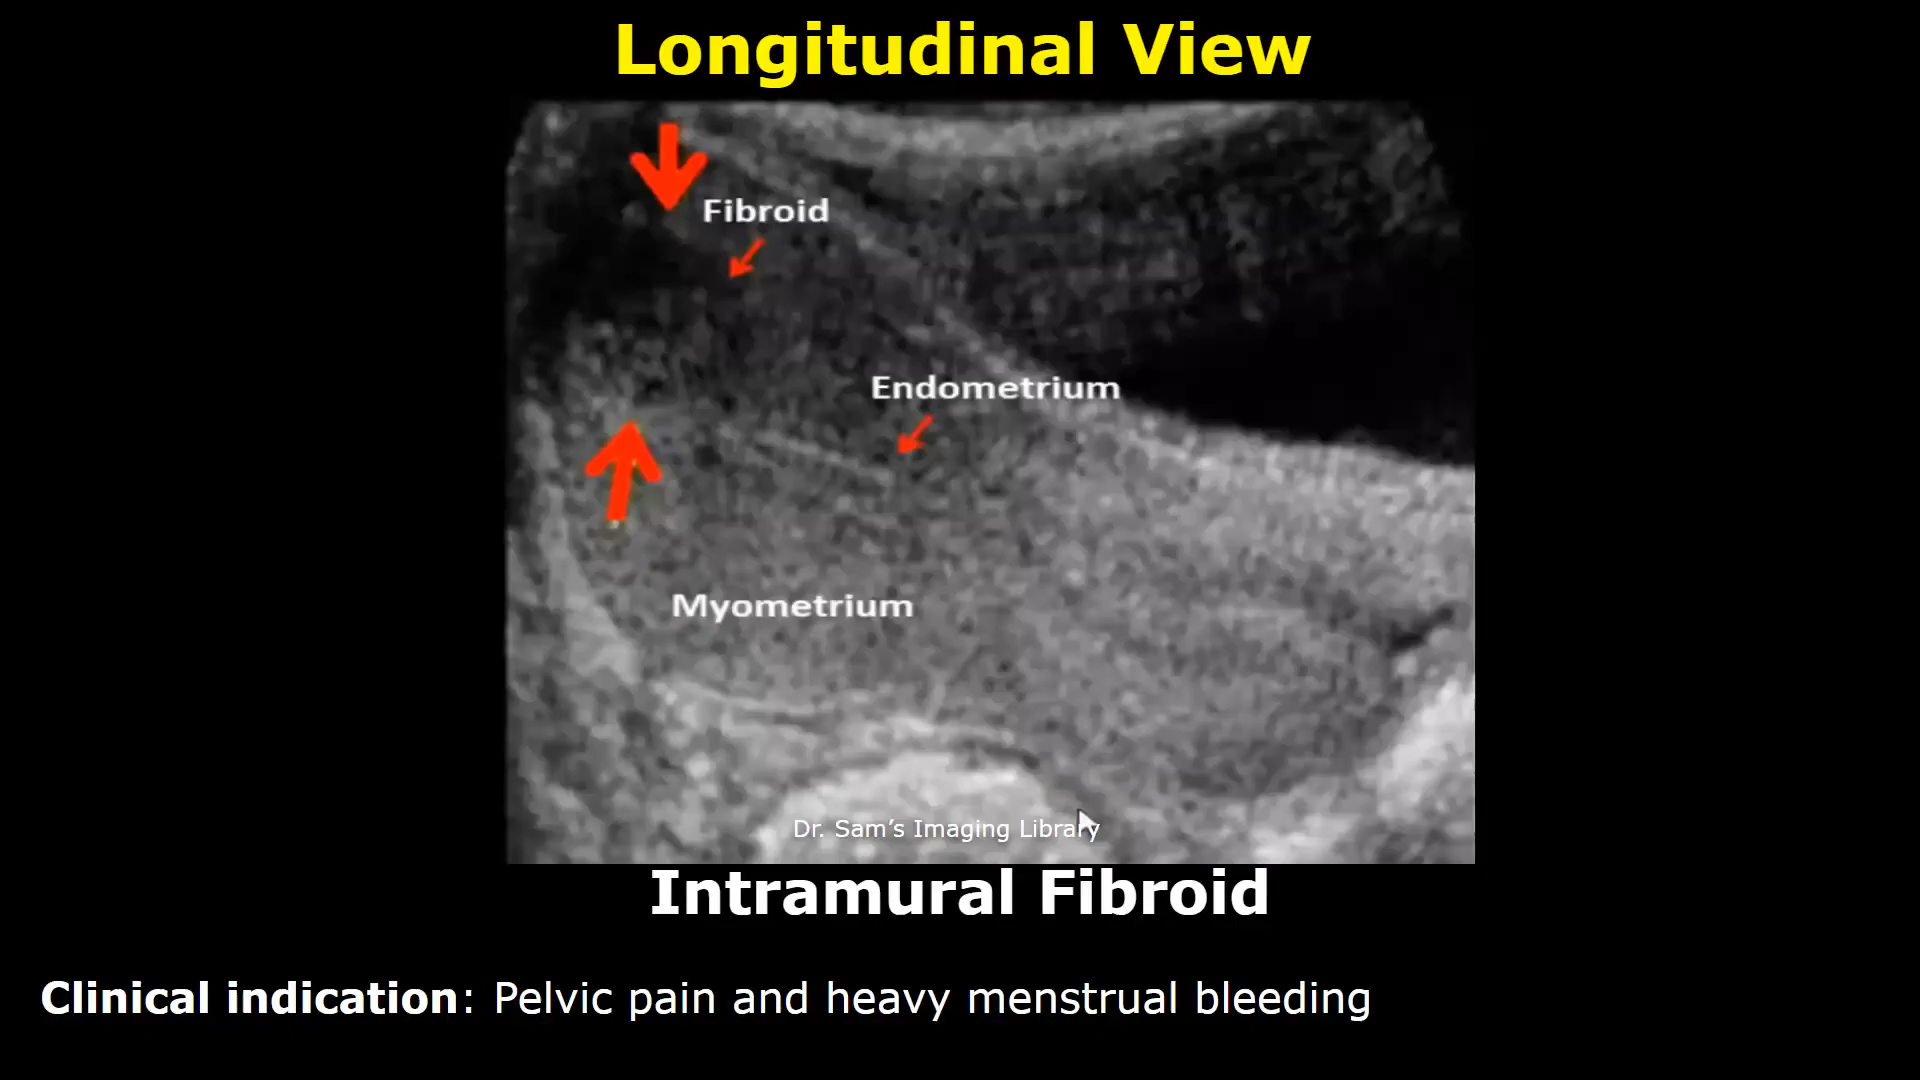 Longitudinal View
Fibroid
Endometrium
Myometrium
Dr. Sam’s Imaging Library
Intramural Fibroid
Clinical indication: Pelvic pain and heavy menstrual bleeding